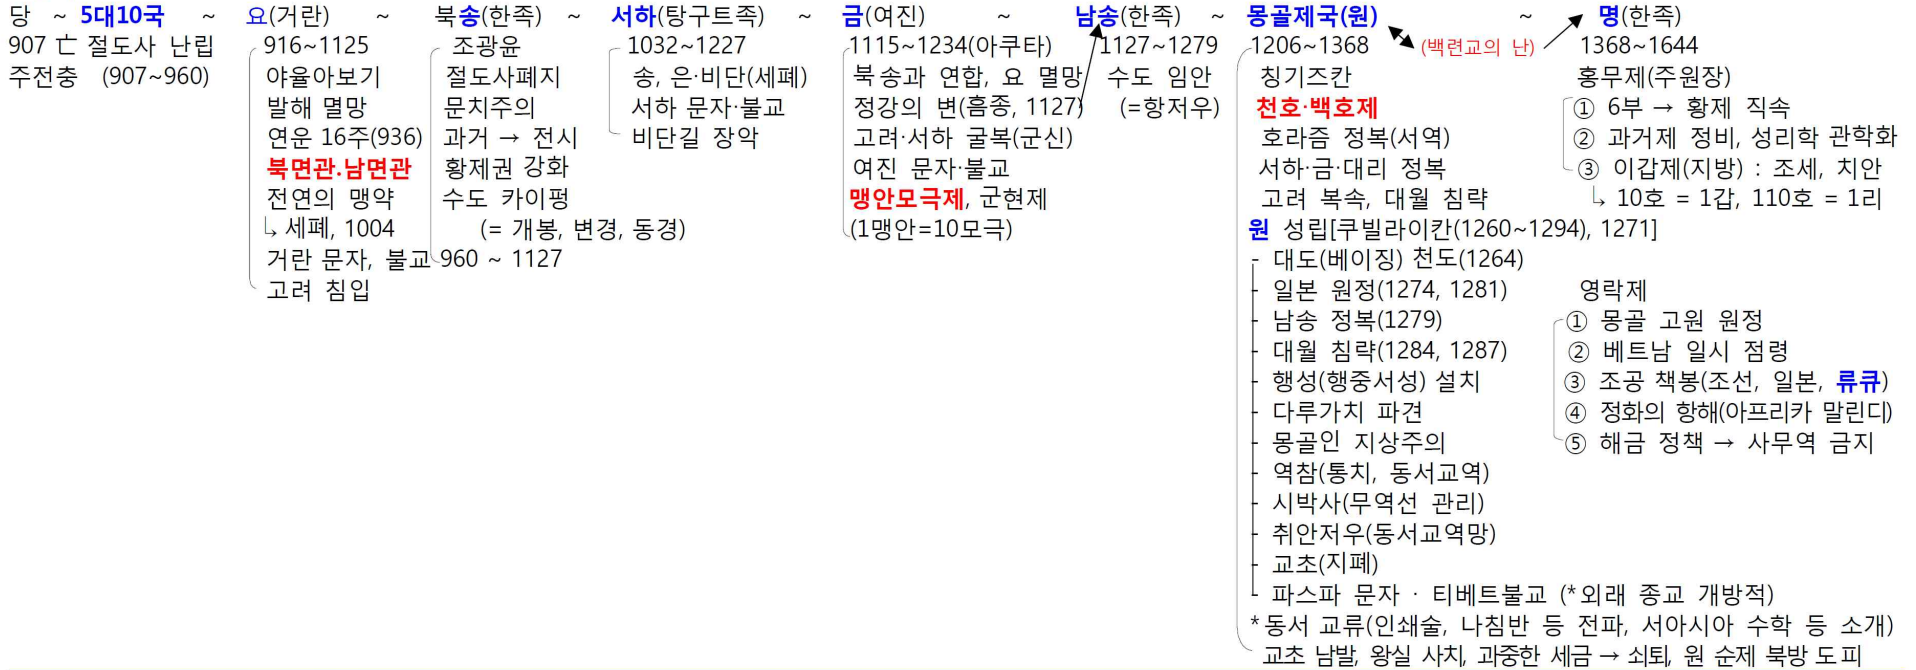 당 ~ 5대10국 ~ 요(거란) ~ 북송(한족) ~ 서하(탕구트족) ~ 금(여진) ~ 남송(한족) ~ 몽골제국(원) ~ 명(한족)
907 亡 절도사 난립
주전충 (907~960)
916~1125
야율아보기
발해 멸망
연운 16주(936)
북면관.남면관
전연의 맹약
↳ 세폐, 1004
거란 문자, 불교
고려 침입
조광윤
절도사폐지
문치주의
과거 → 전시
황제권 강화
수도 카이펑
(= 개봉, 변경, 동경)
960 ~ 1127
1032~1227
송, 은·비단(세폐)
서하 문자·불교
비단길 장악
1115~1234(아쿠타)
북송과 연합, 요 멸망
정강의 변(흠종, 1127)
고려·서하 굴복(군신)
여진 문자·불교
맹안모극제, 군현제
(1맹안=10모극)
1127~1279
수도 임안
(=항저우)
1206~1368
(백련교의 난)
칭기즈칸
천호·백호제
호라즘 정복(서역)
서하·금·대리 정복
고려 복속, 대월 침략
원 성립[쿠빌라이칸(1260~1294), 1271]
- 대도(베이징) 천도(1264)
- 일본 원정(1274, 1281)
- 남송 정복(1279)
- 대월 침략(1284, 1287)
- 행성(행중서성) 설치
- 다루가치 파견
- 몽골인 지상주의
- 역참(통치, 동서교역)
- 시박사(무역선 관리)
- 취안저우(동서교역망)
- 교초(지폐)
- 파스파 문자 · 티베트불교 (*외래 종교 개방적)
*동서 교류(인쇄술, 나침반 등 전파, 서아시아 수학 등 소개)
교초 남발, 왕실 사치, 과중한 세금 → 쇠퇴, 원 순제 북방 도피
1368~1644
홍무제(주원장)
① 6부 → 황제 직속
② 과거제 정비, 성리학 관학화
③ 이갑제(지방) : 조세, 치안
↳ 10호 = 1갑, 110호 = 1리
영락제
① 몽골 고원 원정
② 베트남 일시 점령
③ 조공 책봉(조선, 일본, 류큐)
④ 정화의 항해(아프리카 말린디)
⑤ 해금 정책 → 사무역 금지